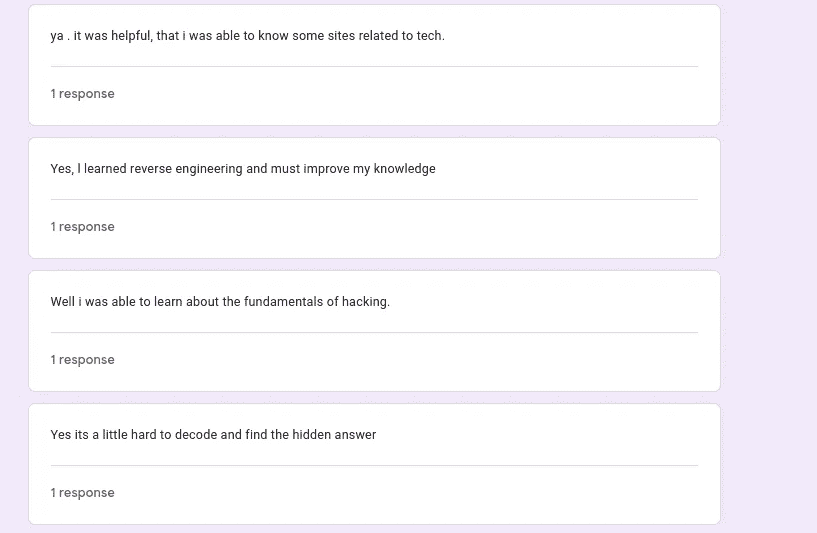 ya . it was helpful, that i was able to know some sites related to tech.
1 response
Yes, I learned reverse engineering and must improve my knowledge
1 response
Well i was able to learn about the fundamentals of hacking.
1 response
Yes its a little hard to decode and find the hidden answer
1 response